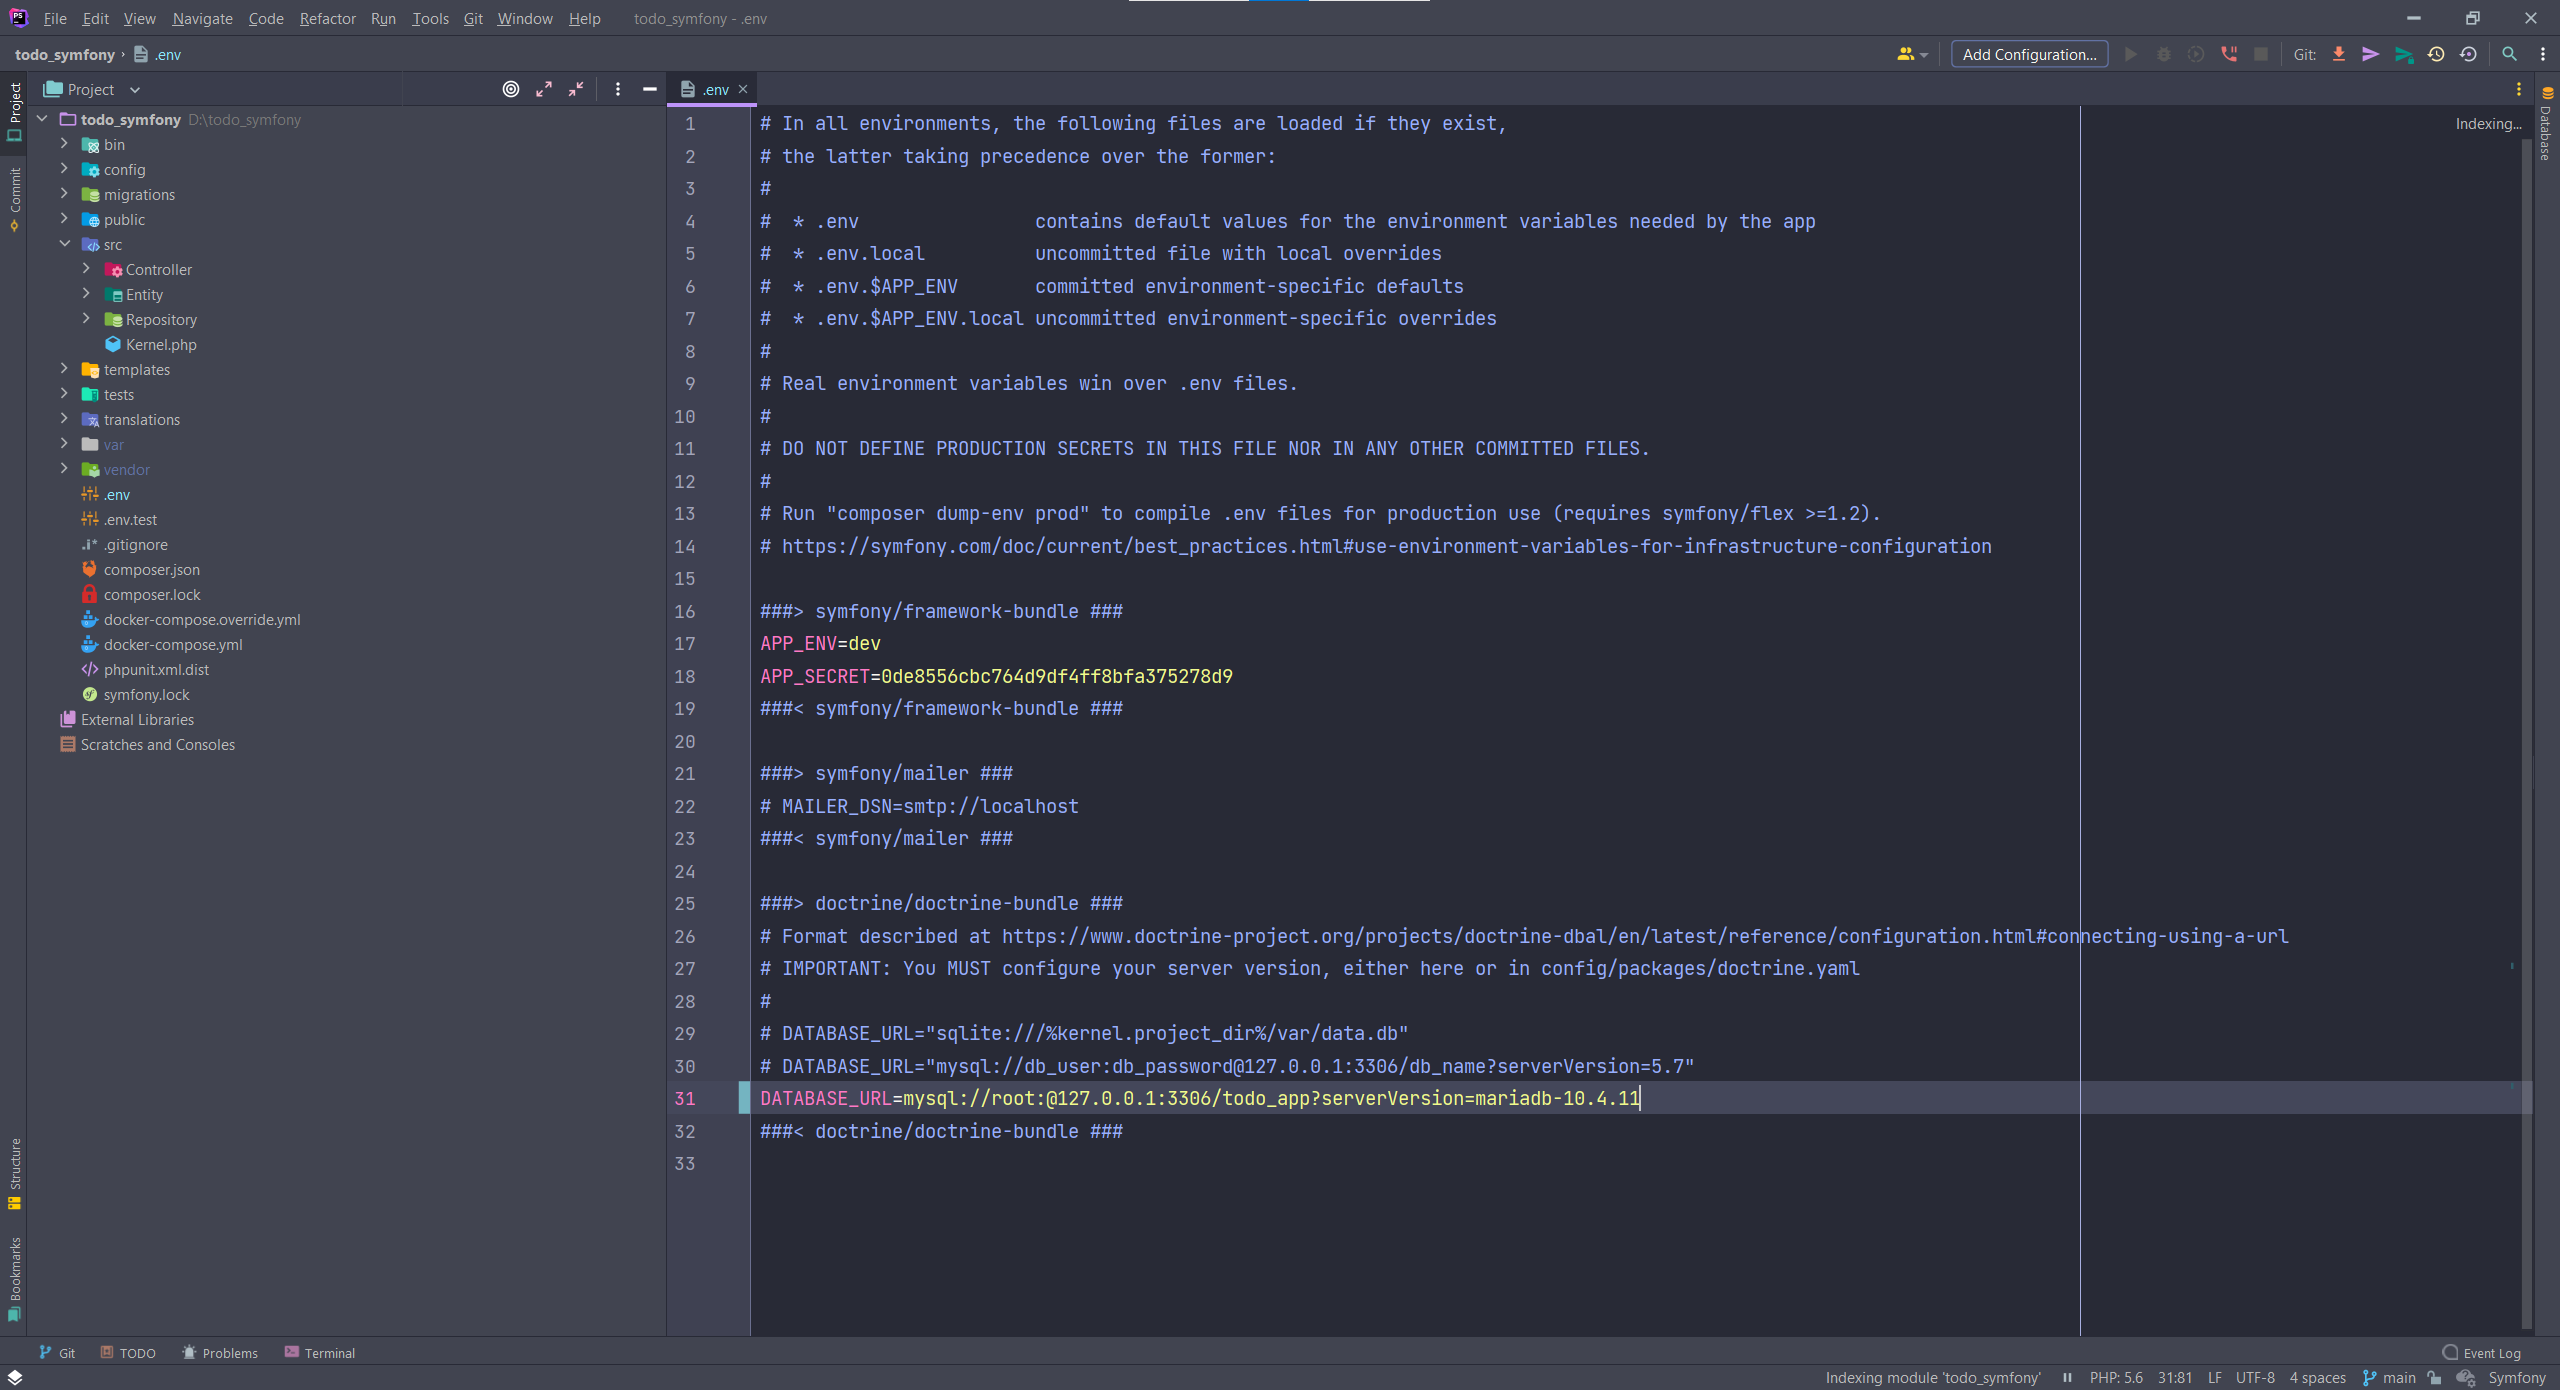 File Edit View Navigate Code Refactor Run Tools Git Window Help todo_symfony - .env
todo_symfony › .env
Add Configuration...
Git:
Project
.env
Project
Commit
Structure
Bookmarks
todo_symfony D:\todo_symfony
bin
config
migrations
public
src
Controller
Entity
Repository
Kernel.php
templates
tests
translations
var
vendor
.env
.env.test
.gitignore
composer.json
composer.lock
docker-compose.override.yml
docker-compose.yml
phpunit.xml.dist
symfony.lock
External Libraries
Scratches and Consoles
1 # In all environments, the following files are loaded if they exist,
2 # the latter taking precedence over the former:
3 #
4 #  * .env                contains default values for the environment variables needed by the app
5 #  * .env.local          uncommitted file with local overrides
6 #  * .env.$APP_ENV       committed environment-specific defaults
7 #  * .env.$APP_ENV.local uncommitted environment-specific overrides
8 #
9 # Real environment variables win over .env files.
10 #
11 # DO NOT DEFINE PRODUCTION SECRETS IN THIS FILE NOR IN ANY OTHER COMMITTED FILES.
12 #
13 # Run "composer dump-env prod" to compile .env files for production use (requires symfony/flex >=1.2).
14 # https://symfony.com/doc/current/best_practices.html#use-environment-variables-for-infrastructure-configuration
15
16 ###> symfony/framework-bundle ###
17 APP_ENV=dev
18 APP_SECRET=0de8556cbc764d9df4ff8bfa375278d9
19 ###< symfony/framework-bundle ###
20
21 ###> symfony/mailer ###
22 # MAILER_DSN=smtp://localhost
23 ###< symfony/mailer ###
24
25 ###> doctrine/doctrine-bundle ###
26 # Format described at https://www.doctrine-project.org/projects/doctrine-dbal/en/latest/reference/configuration.html#connecting-using-a-url
27 # IMPORTANT: You MUST configure your server version, either here or in config/packages/doctrine.yaml
28 #
29 # DATABASE_URL="sqlite:///%kernel.project_dir%/var/data.db"
30 # DATABASE_URL="mysql://db_user:db_password@127.0.0.1:3306/db_name?serverVersion=5.7"
31 DATABASE_URL=mysql://root:@127.0.0.1:3306/todo_app?serverVersion=mariadb-10.4.11
32 ###< doctrine/doctrine-bundle ###
33
Indexing...
Database
Git TODO Problems Terminal Event Log
Indexing module 'todo_symfony' PHP: 5.6 31:81 LF UTF-8 4 spaces main Symfony